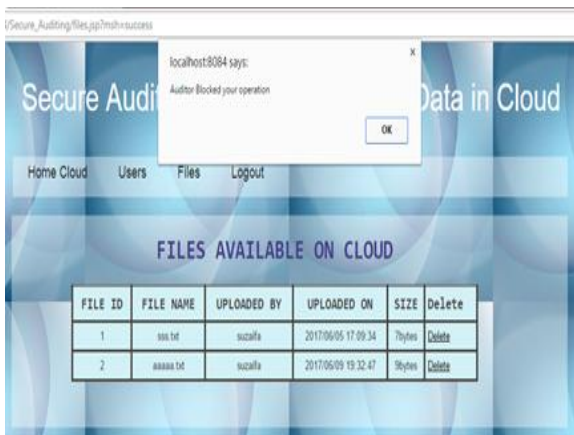 /Secure_Auditing/files.jsp?msh=success
localhost:8084 says:
x
Auditor Blocked your operation
OK
Secure Audit Data in Cloud
Home Cloud Users Files Logout
FILES AVAILABLE ON CLOUD
FILE ID FILE NAME UPLOADED BY UPLOADED ON SIZE Delete
1 sss.txt suzaifa 2017/06/05 17:09:34 7bytes Delete
2 aaaaa.txt suzaifa 2017/06/09 19:32:47 9bytes Delete